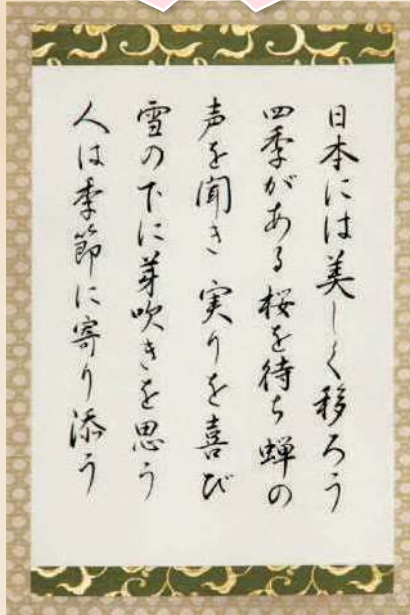 日本には美しく移ろう
四季がある 桜を待ち 蝉の
声を聞き 実りを喜び
雪の下に芽吹きを思う
人は季節に寄り添う